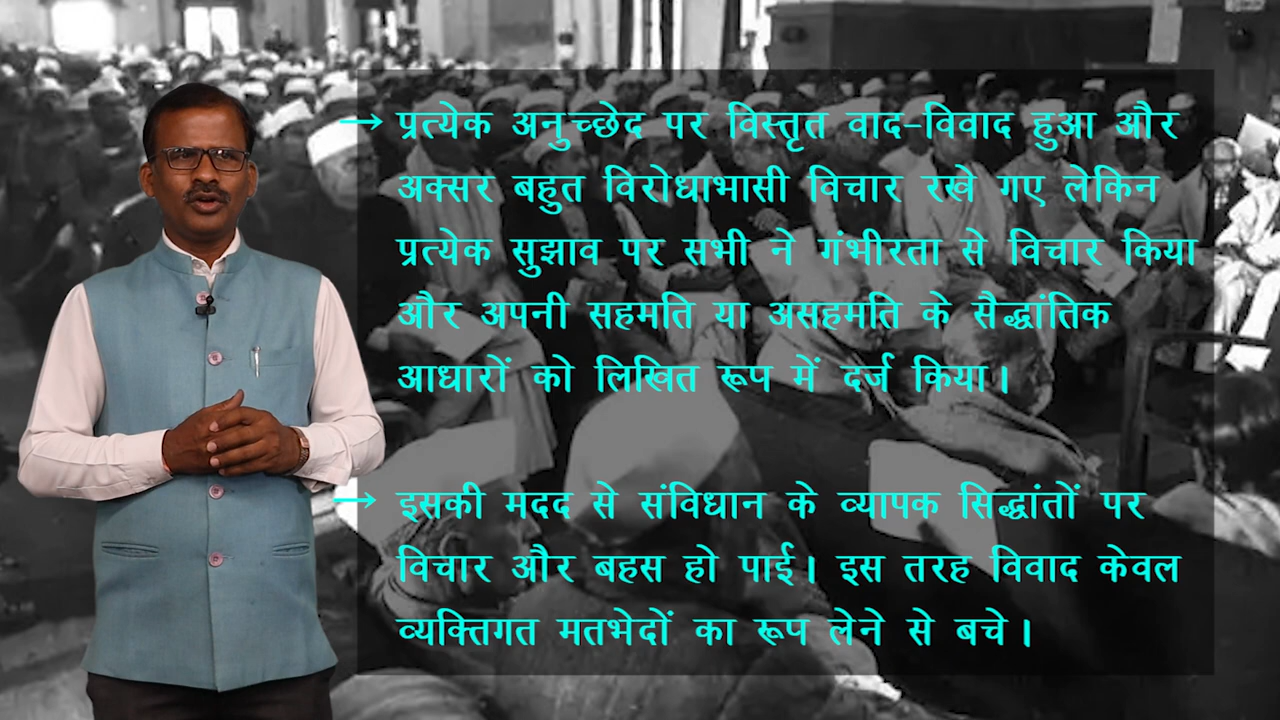 → प्रत्येक अनुच्छेद पर विस्तृत वाद-विवाद हुआ और
अक्सर बहुत विरोधाभासी विचार रखे गए लेकिन
प्रत्येक सुझाव पर सभी ने गंभीरता से विचार किया
और अपनी सहमति या असहमति के सैद्धांतिक
आधारों को लिखित रूप में दर्ज किया।
→ इसकी मदद से संविधान के व्यापक सिद्धांतों पर
विचार और बहस हो पाई। इस तरह विवाद केवल
व्यक्तिगत मतभेदों का रूप लेने से बचे।